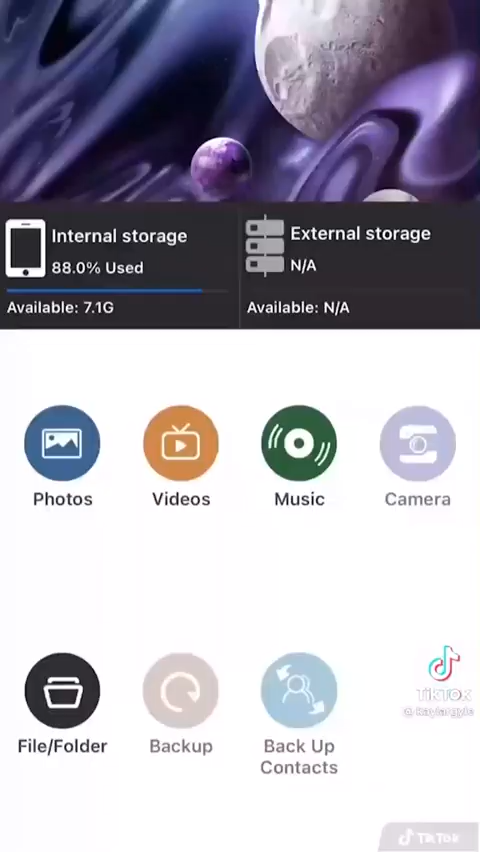 Internal storage
88.0% Used
Available: 7.1G
External storage
N/A
Available: N/A
Photos
Videos
Music
Camera
File/Folder
Backup
Back Up
Contacts
TikTok
TikTok